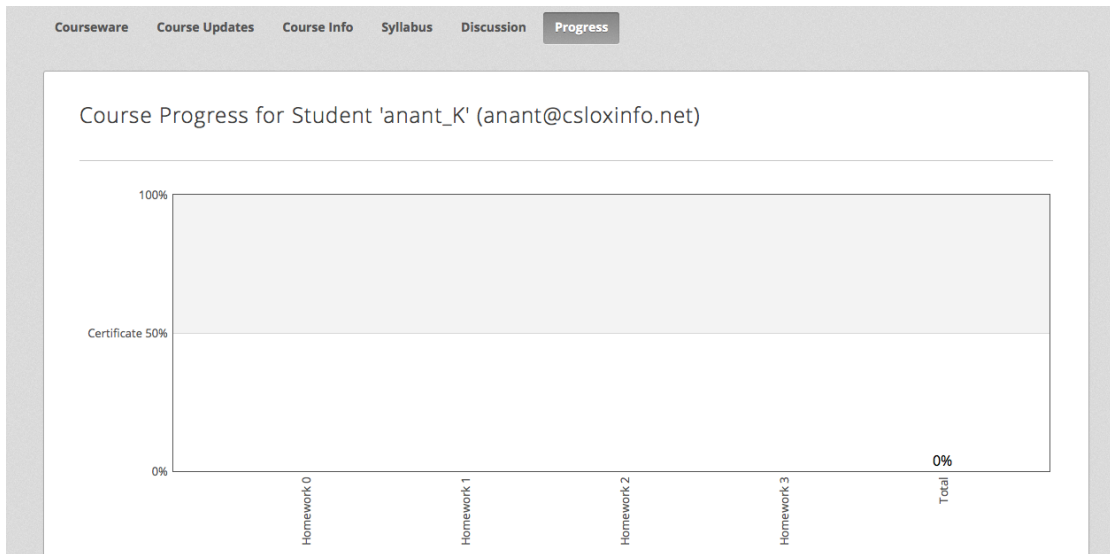 Courseware Course Updates Course Info Syllabus Discussion Progress
Course Progress for Student 'anant_K' (anant@csloxinfo.net)
100%
Certificate 50%
0%
0%
Homework 0
Homework 1
Homework 2
Homework 3
Total